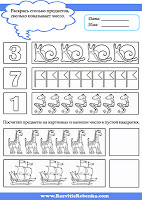 Раскрась столько предметов,
сколько показывает число.
Дата:
Имя:
3
7
1
Посчитай предметы на картинке и напиши число в пустой квадратик.
www.RazvitieRebenka.com